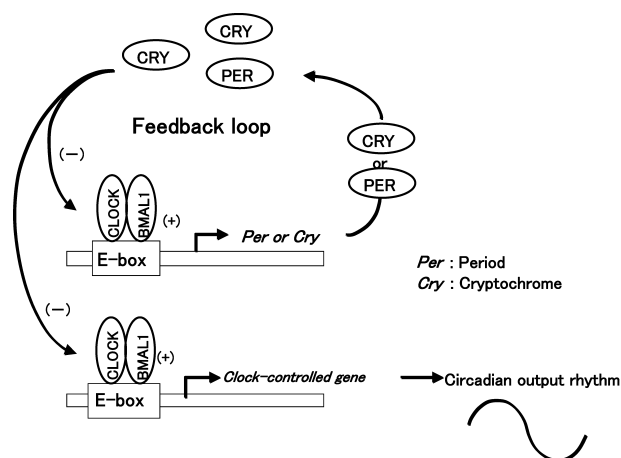 CRY
CRY
PER
Feedback loop
(−)
CRY
or
PER
CLOCK
BMAL1
(+)
E-box
Per or Cry
Per : Period
Cry : Cryptochrome
(−)
CLOCK
BMAL1
(+)
E-box
Clock-controlled gene
Circadian output rhythm